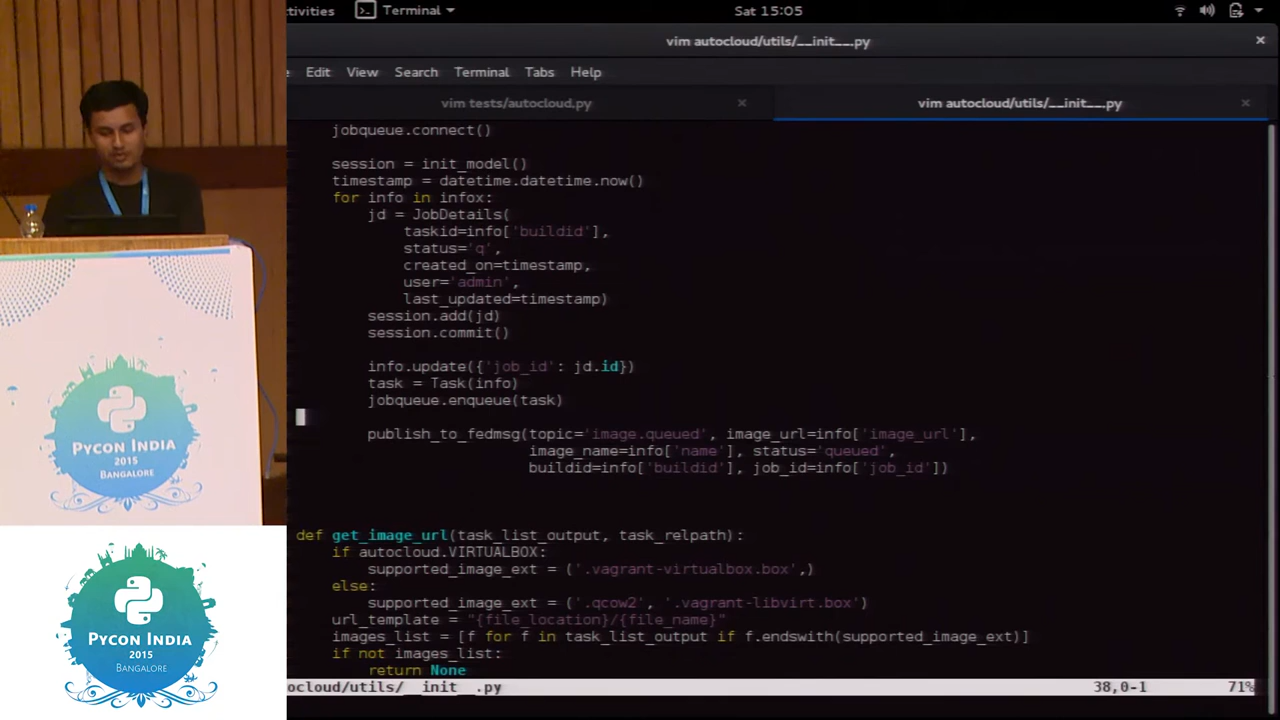 tivities
Terminal
Sat 15:05
vim autocloud/utils/__init__.py
Edit View Search Terminal Tabs Help
vim tests/autocloud.py
vim autocloud/utils/__init__.py
jobqueue.connect()
session = init_model()
timestamp = datetime.datetime.now()
for info in infox:
jd = JobDetails(
taskid=info['buildid'],
status='q',
created_on=timestamp,
user='admin',
last_updated=timestamp)
session.add(jd)
session.commit()
info.update({'job_id': jd.id})
task = Task(info)
jobqueue.enqueue(task)
publish_to_fedmsg(topic='image.queued', image_url=info['image_url'],
image_name=info['name'], status='queued',
buildid=info['buildid'], job_id=info['job_id'])
def get_image_url(task_list_output, task_relpath):
if autocloud.VIRTUALBOX:
supported_image_ext = ('.vagrant-virtualbox.box',)
else:
supported_image_ext = ('.qcow2', '.vagrant-libvirt.box')
url_template = "{file_location}/{file_name}"
images_list = [f for f in task_list_output if f.endswith(supported_image_ext)]
if not images_list:
return None
ocloud/utils/__init__.py
38,0-1
71%
Pycon India
2015
BANGALORE
Pycon India
2015
BANGALORE